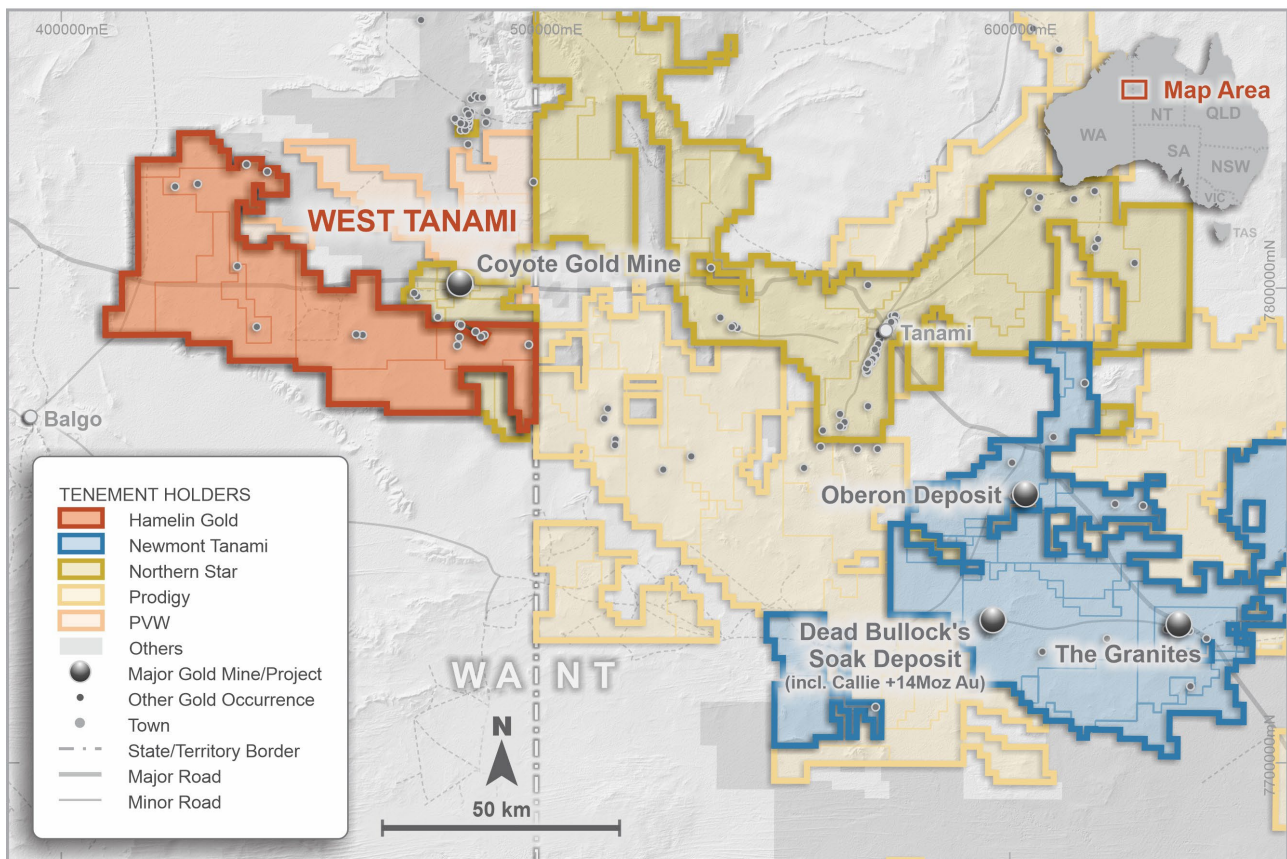 400000mE
500000mE
600000mE
Map Area
WA
NT
QLD
SA
NSW
VIC
TAS
WEST TANAMI
Coyote Gold Mine
7800000mN
Tanami
Balgo
Oberon Deposit
Dead Bullock's
Soak Deposit
(incl. Callie +14Moz Au)
The Granites
WA NT
N
50 km
7700000mN
TENEMENT HOLDERS
Hamelin Gold
Newmont Tanami
Northern Star
Prodigy
PVW
Others
Major Gold Mine/Project
Other Gold Occurrence
Town
State/Territory Border
Major Road
Minor Road